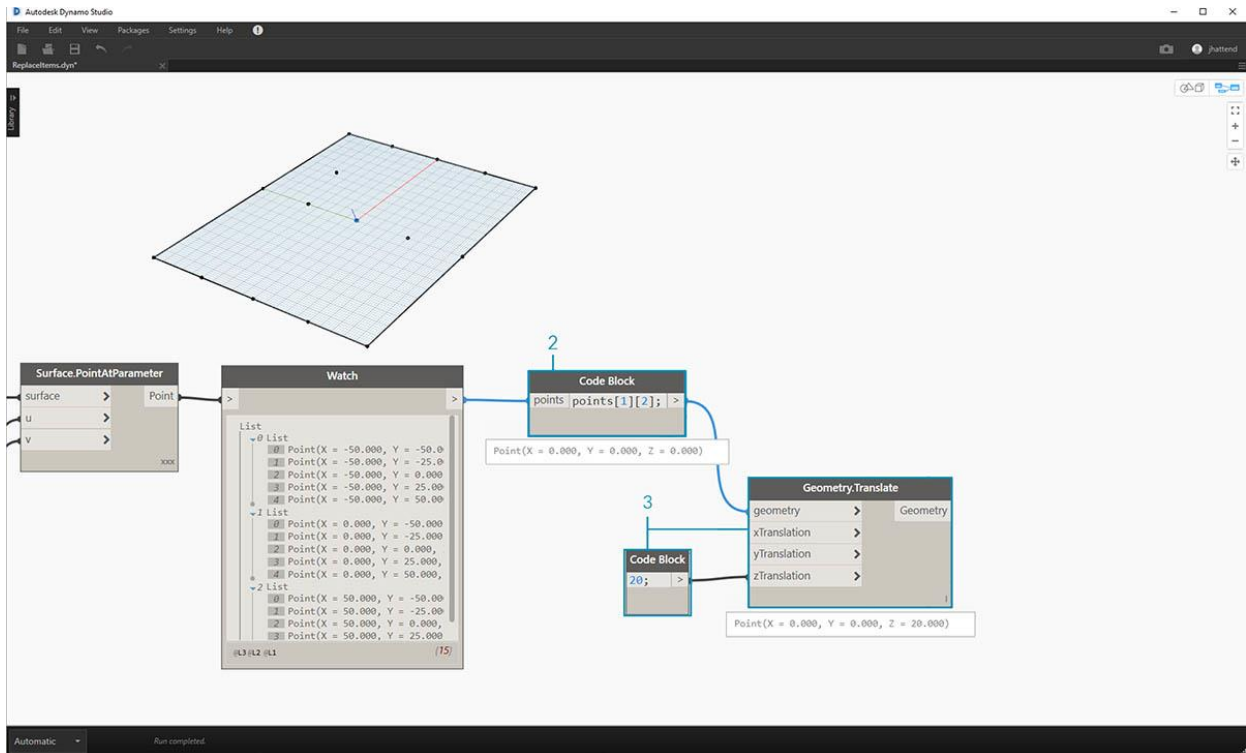 Autodesk Dynamo Studio
File Edit View Packages Settings Help
jhattend
ReplaceItems.dyn*
Library
2
Surface.PointAtParameter
surface > Point
u >
v >
xxx
Watch
> >
List
0 List
0 Point(X = -50.000, Y = -50.0
1 Point(X = -50.000, Y = -25.0
2 Point(X = -50.000, Y = 0.000
3 Point(X = -50.000, Y = 25.00
4 Point(X = -50.000, Y = 50.00
1 List
0 Point(X = 0.000, Y = -50.000
1 Point(X = 0.000, Y = -25.000
2 Point(X = 0.000, Y = 0.000,
3 Point(X = 0.000, Y = 25.000,
4 Point(X = 0.000, Y = 50.000,
2 List
0 Point(X = 50.000, Y = -50.00
1 Point(X = 50.000, Y = -25.00
2 Point(X = 50.000, Y = 0.000,
3 Point(X = 50.000, Y = 25.000
@L3 @L2 @L1 {15}
Code Block
points points[1][2]; >
Point(X = 0.000, Y = 0.000, Z = 0.000)
3
Code Block
20; >
Geometry.Translate
geometry > Geometry
xTranslation >
yTranslation >
zTranslation >
Point(X = 0.000, Y = 0.000, Z = 20.000)
Automatic Run completed.